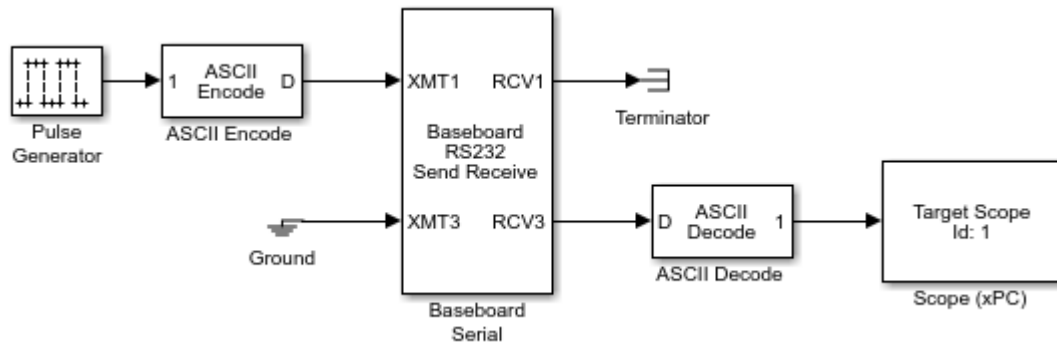 1
ASCII
Encode
D
ASCII Encode
Pulse
Generator
XMT1
RCV1
Baseboard
RS232
Send Receive
XMT3
RCV3
Baseboard
Serial
Terminator
Ground
D
ASCII
Decode
1
ASCII Decode
Target Scope
Id: 1
Scope (xPC)